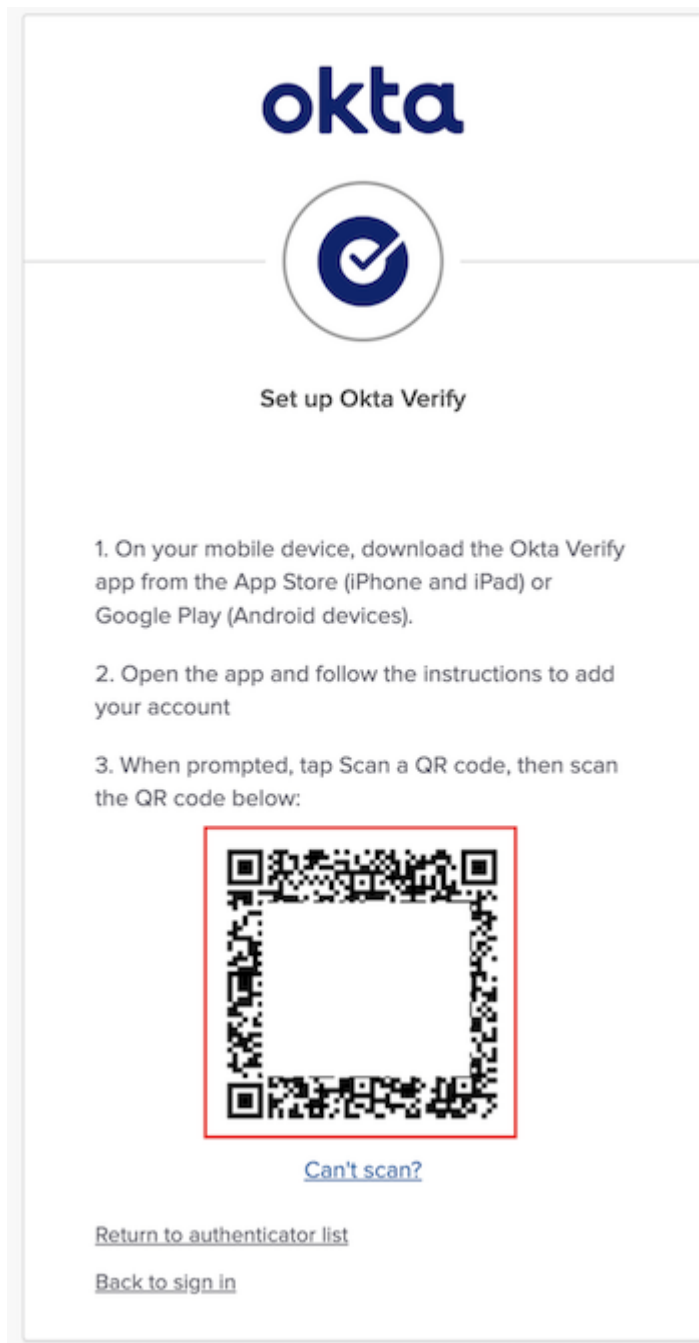 okta
Set up Okta Verify
1. On your mobile device, download the Okta Verify
app from the App Store (iPhone and iPad) or
Google Play (Android devices).
2. Open the app and follow the instructions to add
your account
3. When prompted, tap Scan a QR code, then scan
the QR code below:
Can't scan?
Return to authenticator list
Back to sign in